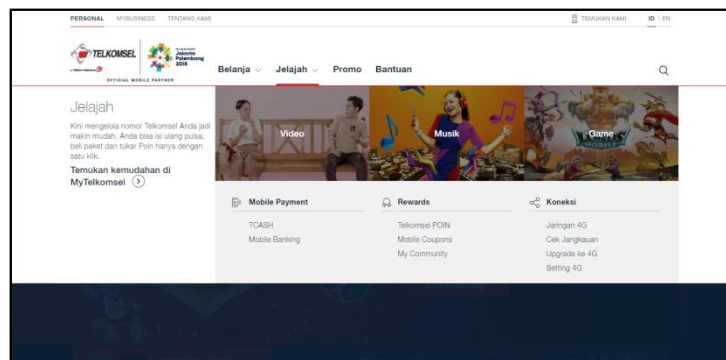 PERSONAL MYBUSINESS TENTANG KAMI
TEMUKAN KAMI ID | EN
TELKOMSEL
Jakarta
Palembang
2018
OFFICIAL MOBILE PARTNER
Belanja Jelajah Promo Bantuan
Jelajah
Kini mengelola nomor Telkomsel Anda jadi
makin mudah. Anda bisa isi ulang pulsa,
beli paket dan tukar Poin hanya dengan
satu klik.
Temukan kemudahan di
MyTelkomsel
Video
Musik
Game
Mobile Payment
TCASH
Mobile Banking
Rewards
Telkomsel POIN
Mobile Coupons
My Community
Koneksi
Jaringan 4G
Cek Jangkauan
Upgrade ke 4G
Setting 4G